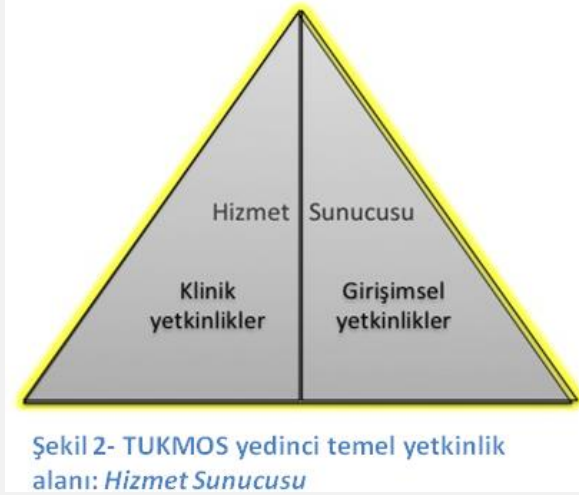 Hizmet Sunucusu
Klinik yetkinlikler
Girişimsel yetkinlikler
Şekil 2- TUKMOS yedinci temel yetkinlik
alanı: Hizmet Sunucusu